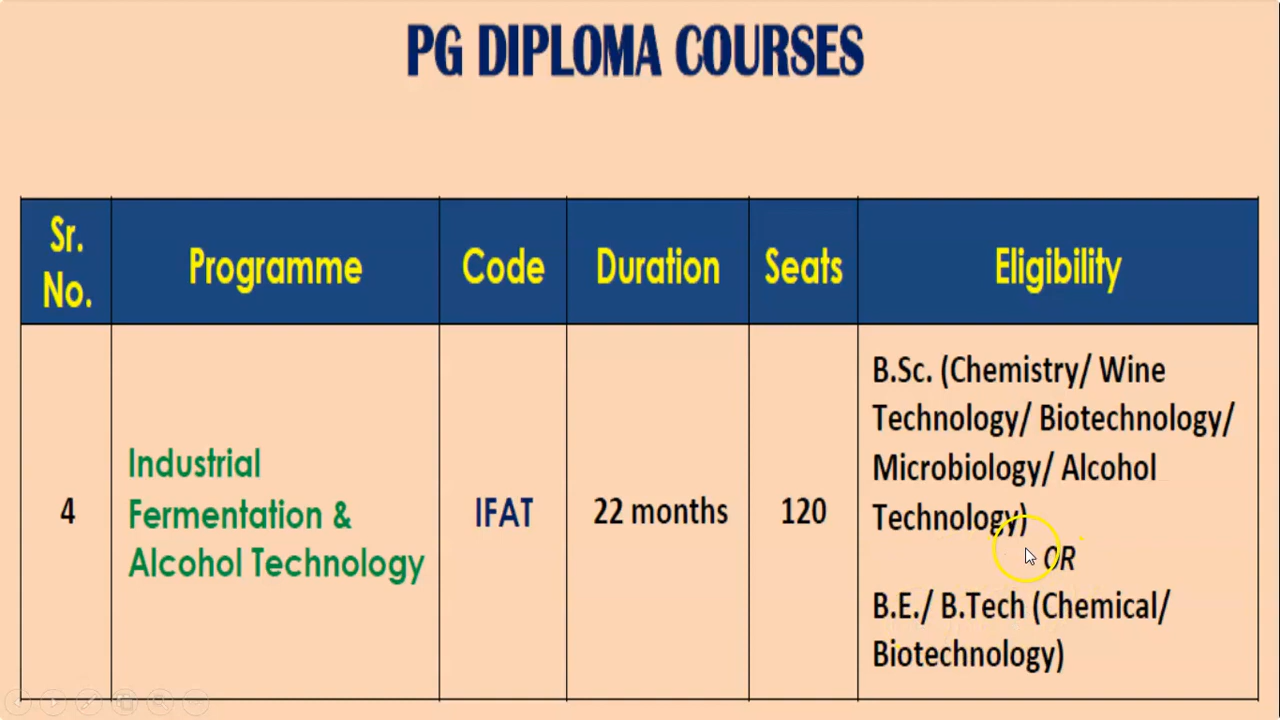 PG DIPLOMA COURSES
Sr. No.
Programme
Code
Duration
Seats
Eligibility
4
Industrial
Fermentation &
Alcohol Technology
IFAT
22 months
120
B.Sc. (Chemistry/ Wine
Technology/ Biotechnology/
Microbiology/ Alcohol
Technology)
OR
B.E./ B.Tech (Chemical/
Biotechnology)